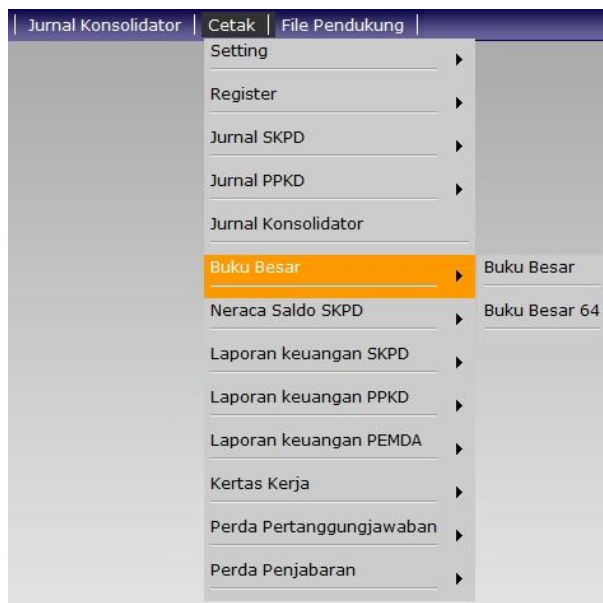 Jurnal Konsolidator | Cetak | File Pendukung |
Setting
Register
Jurnal SKPD
Jurnal PPKD
Jurnal Konsolidator
Buku Besar
Buku Besar
Neraca Saldo SKPD
Buku Besar 64
Laporan keuangan SKPD
Laporan keuangan PPKD
Laporan keuangan PEMDA
Kertas Kerja
Perda Pertanggungjawaban
Perda Penjabaran